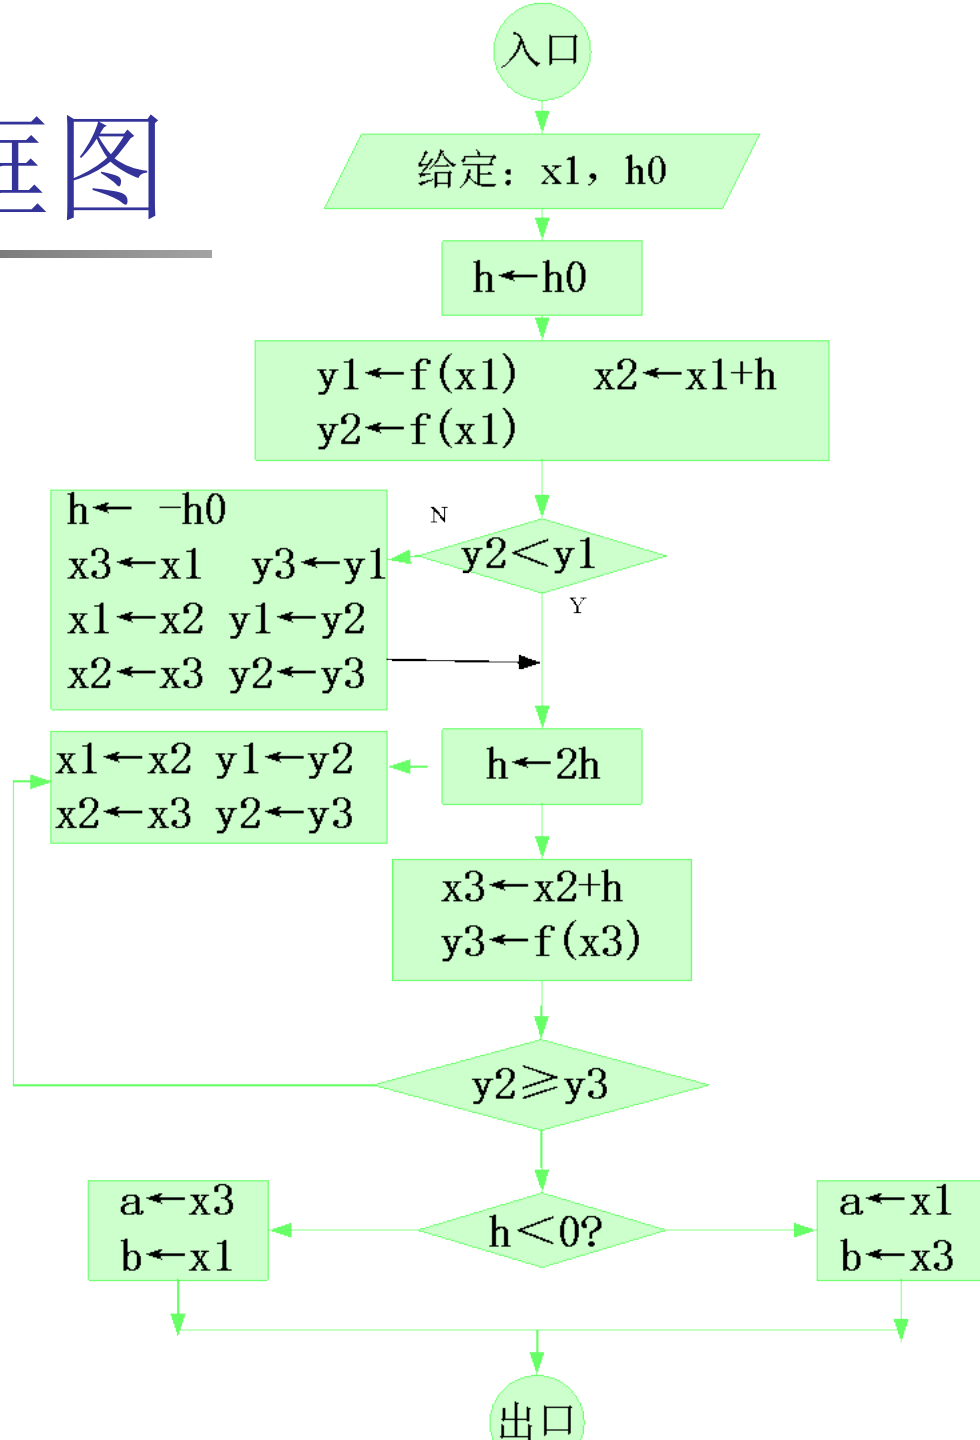 入口
框图
给定：x1，h0
h←h0
y1←f(x1) x2←x1+h
y2←f(x1)
h← -h0
x3←x1 y3←y1
x1←x2 y1←y2
x2←x3 y2←y3
N
y2＜y1
Y
x1←x2 y1←y2
x2←x3 y2←y3
h←2h
x3←x2+h
y3←f(x3)
y2≥y3
a←x3
b←x1
h＜0?
a←x1
b←x3
出口